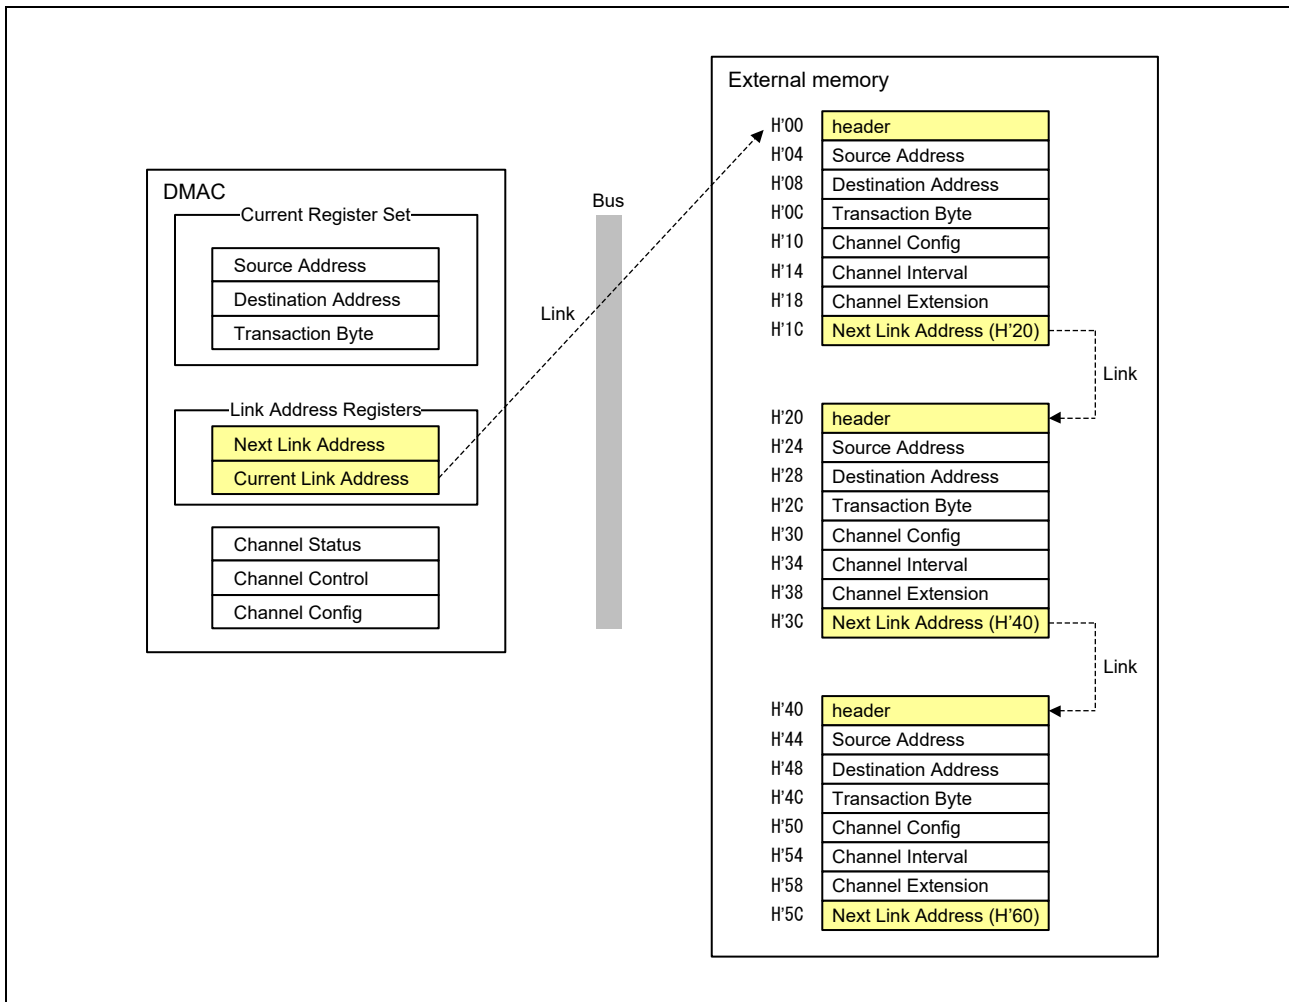 External memory
H'00 header
H'04 Source Address
H'08 Destination Address
H'0C Transaction Byte
H'10 Channel Config
H'14 Channel Interval
H'18 Channel Extension
H'1C Next Link Address (H'20)
Link
H'20 header
H'24 Source Address
H'28 Destination Address
H'2C Transaction Byte
H'30 Channel Config
H'34 Channel Interval
H'38 Channel Extension
H'3C Next Link Address (H'40)
Link
H'40 header
H'44 Source Address
H'48 Destination Address
H'4C Transaction Byte
H'50 Channel Config
H'54 Channel Interval
H'58 Channel Extension
H'5C Next Link Address (H'60)
DMAC
Current Register Set
Source Address
Destination Address
Transaction Byte
Link Address Registers
Next Link Address
Current Link Address
Channel Status
Channel Control
Channel Config
Bus
Link